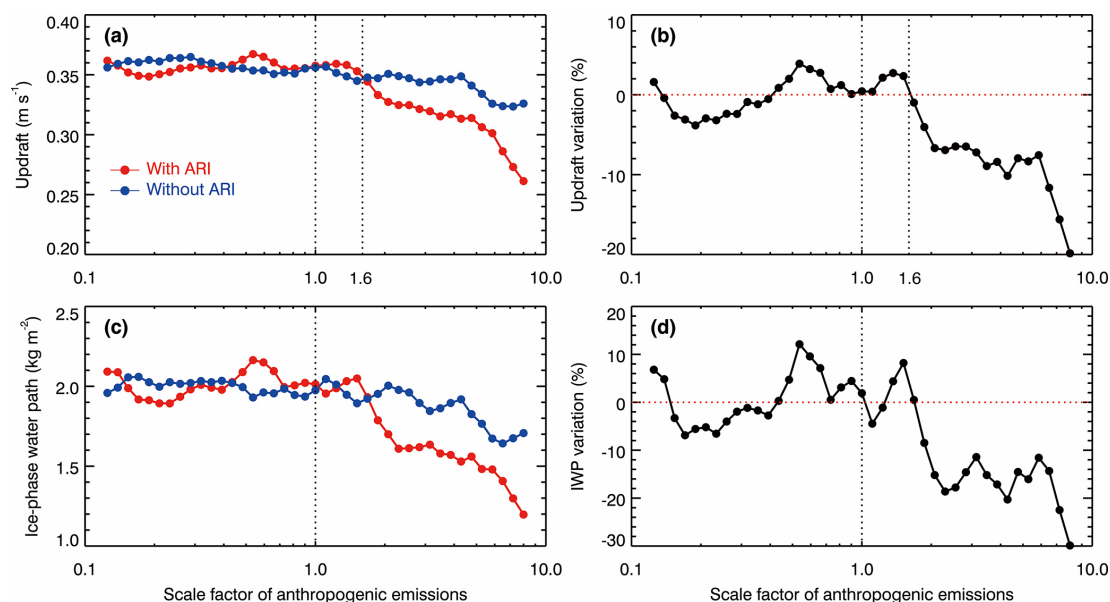 (a)
Updraft (m s⁻¹)
0.40
0.35
0.30
0.25
0.20
With ARI
Without ARI
0.1
1.0
1.6
10.0
(b)
Updraft variation (%)
10
0
-10
-20
0.1
1.0
1.6
10.0
(c)
Ice-phase water path (kg m⁻²)
2.5
2.0
1.5
1.0
0.1
1.0
10.0
Scale factor of anthropogenic emissions
(d)
IWP variation (%)
20
10
0
-10
-20
-30
0.1
1.0
10.0
Scale factor of anthropogenic emissions